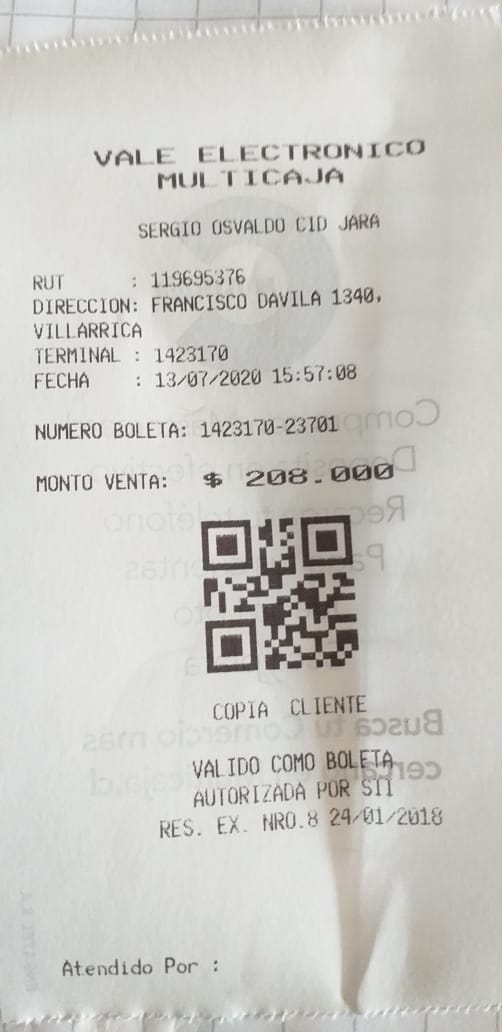 VALE ELECTRONICO
MULTICAJA
SERGIO OSVALDO CID JARA
RUT : 119695376
DIRECCION: FRANCISCO DAVILA 1340,
VILLARRICA
TERMINAL : 1423170
FECHA : 13/07/2020 15:57:08
NUMERO BOLETA: 1423170-23701
MONTO VENTA: $ 208.000
COPIA CLIENTE
VALIDO COMO BOLETA
AUTORIZADA POR SII
RES. EX. NRO.8 24/01/2018
Atendido Por :